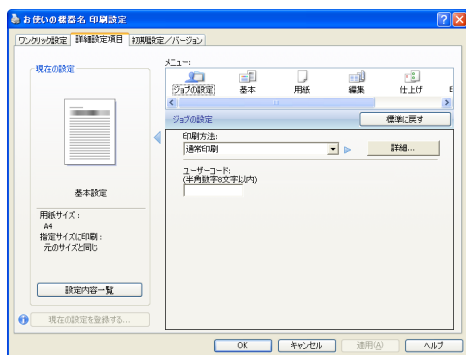 お使いの機器名 印刷設定
ワンクリック設定 詳細設定項目 初期設定／バージョン
現在の設定
基本設定
用紙サイズ：
A4
指定サイズに印刷：
元のサイズと同じ
設定内容一覧
現在の設定を登録する...
メニュー:
ジョブの設定 基本 用紙 編集 仕上げ
ジョブの設定 標準に戻す
印刷方法:
通常印刷 詳細...
ユーザーコード:
(半角数字8文字以内)
OK キャンセル 適用(A) ヘルプ